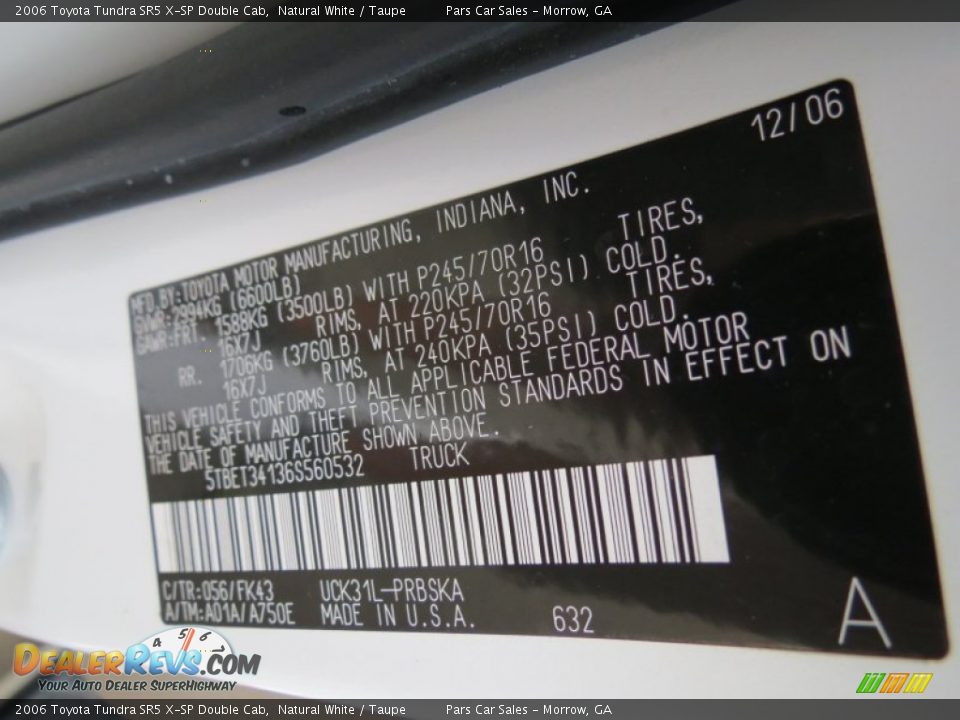 2006 Toyota Tundra SR5 X-SP Double Cab, Natural White / Taupe Pars Car Sales - Morrow, GA
12/06
MFD.BY:TOYOTA MOTOR MANUFACTURING, INDIANA, INC.
GVWR:2994KG (6600LB)
GAWR:FRT. 1588KG (3500LB) WITH P245/70R16 TIRES,
16X7J RIMS, AT 220KPA (32PSI) COLD.
RR. 1706KG (3760LB) WITH P245/70R16 TIRES,
16X7J RIMS, AT 240KPA (35PSI) COLD.
THIS VEHICLE CONFORMS TO ALL APPLICABLE FEDERAL MOTOR
VEHICLE SAFETY AND THEFT PREVENTION STANDARDS IN EFFECT ON
THE DATE OF MANUFACTURE SHOWN ABOVE.
5TBET34136S560532 TRUCK
C/TR:056/FK43 UCK31L-PRBSKA
A/TM:A01A/A750E MADE IN U.S.A. 632 A
4 5 6
DEALERREVS.COM
YOUR AUTO DEALER SUPERHIGHWAY
2006 Toyota Tundra SR5 X-SP Double Cab, Natural White / Taupe Pars Car Sales - Morrow, GA